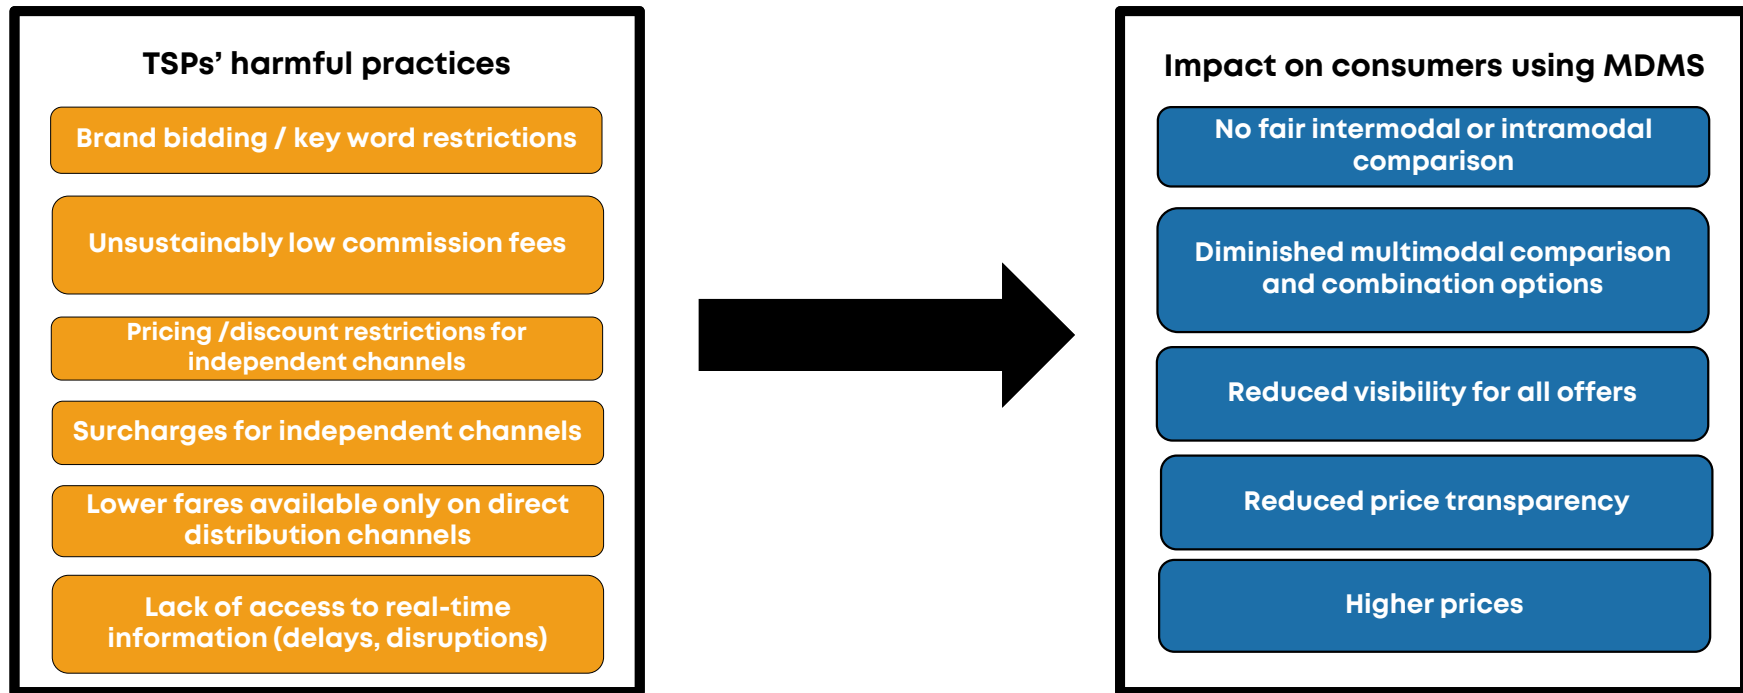 TSPs’ harmful practices
Brand bidding / key word restrictions
Unsustainably low commission fees
Pricing /discount restrictions for
independent channels
Surcharges for independent channels
Lower fares available only on direct
distribution channels
Lack of access to real-time
information (delays, disruptions)
Impact on consumers using MDMS
No fair intermodal or intramodal
comparison
Diminished multimodal comparison
and combination options
Reduced visibility for all offers
Reduced price transparency
Higher prices